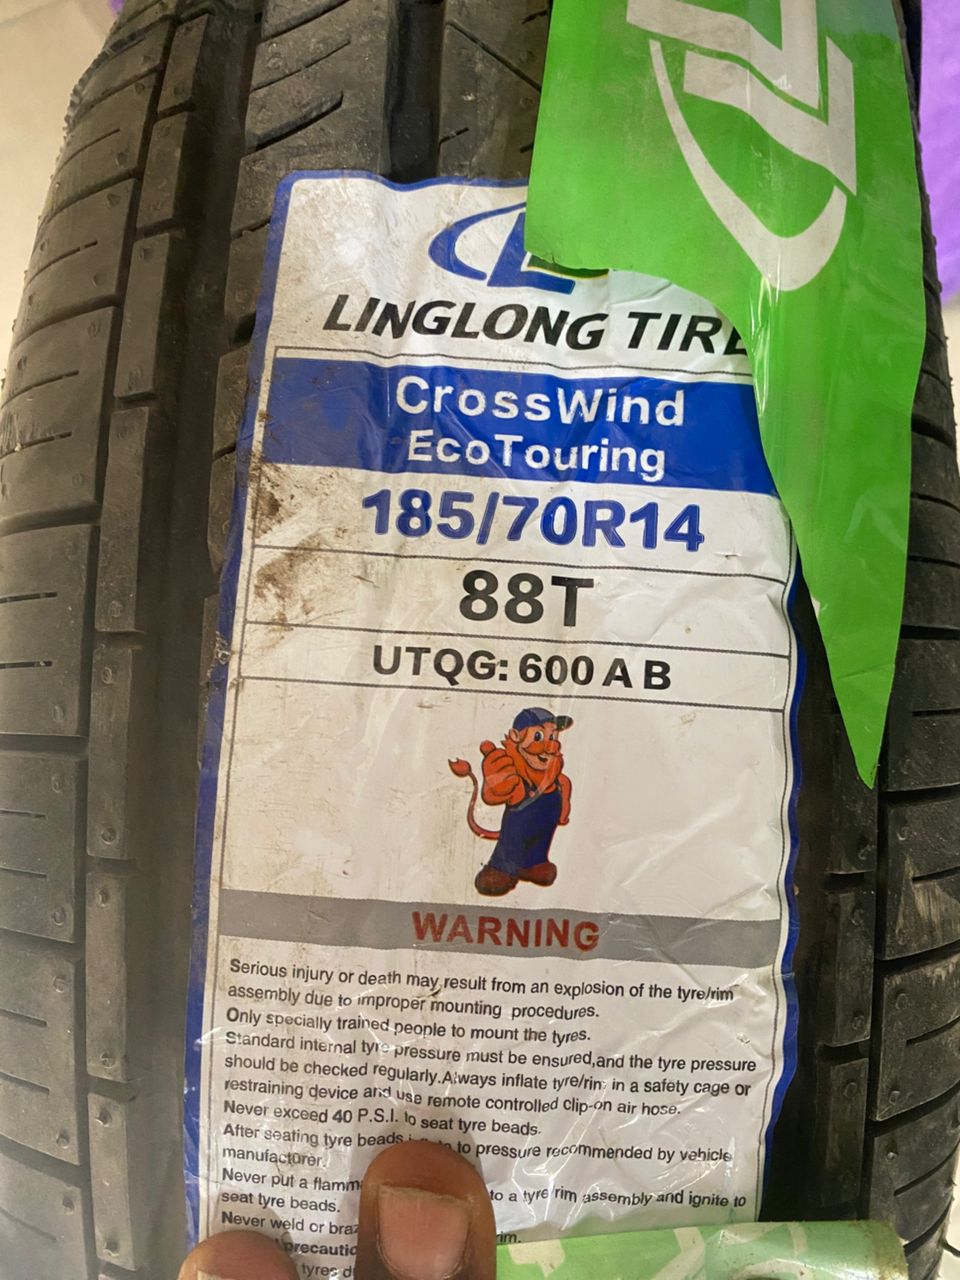 LINGLONG TIRE
CrossWind
EcoTouring
185/70R14
88T
UTQG: 600 A B
WARNING
Serious injury or death may result from an explosion of the tyre/rim
assembly due to improper mounting procedures.
Only specially trained people to mount the tyres.
Standard internal tyre pressure must be ensured,and the tyre pressure
should be checked regularly.Always inflate tyre/rim in a safety cage or
restraining device and use remote controlled clip-on air hose.
Never exceed 40 P.S.I. to seat tyre beads.
After seating tyre beads to pressure recommended by vehicle
manufactürer.
Never put a to a tyre rim assembly and ignite to
seat tyre beads.
Never weld or
tyres